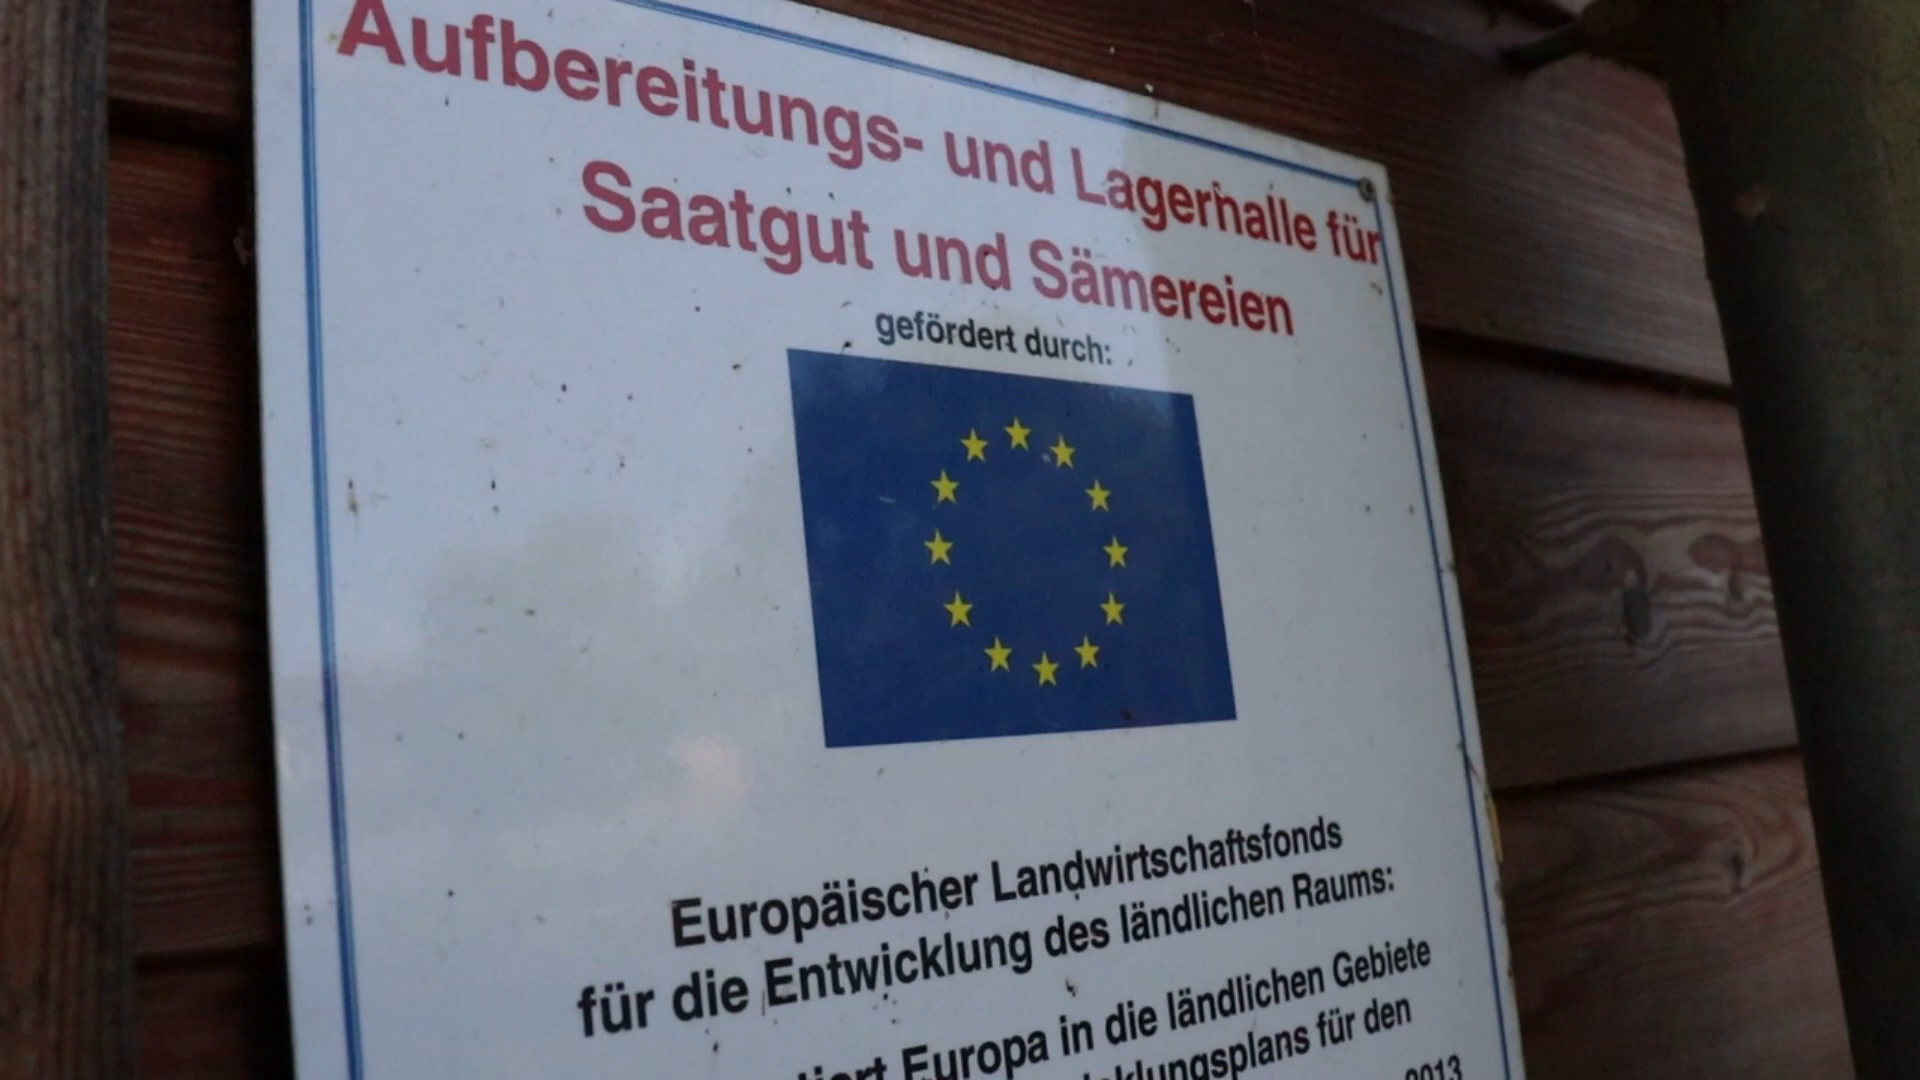 Aufbereitungs- und Lagerhalle für
Saatgut und Sämereien
gefördert durch:
Europäischer Landwirtschaftsfonds
für die Entwicklung des ländlichen Raums:
Europa in die ländlichen Gebiete
für den
2013